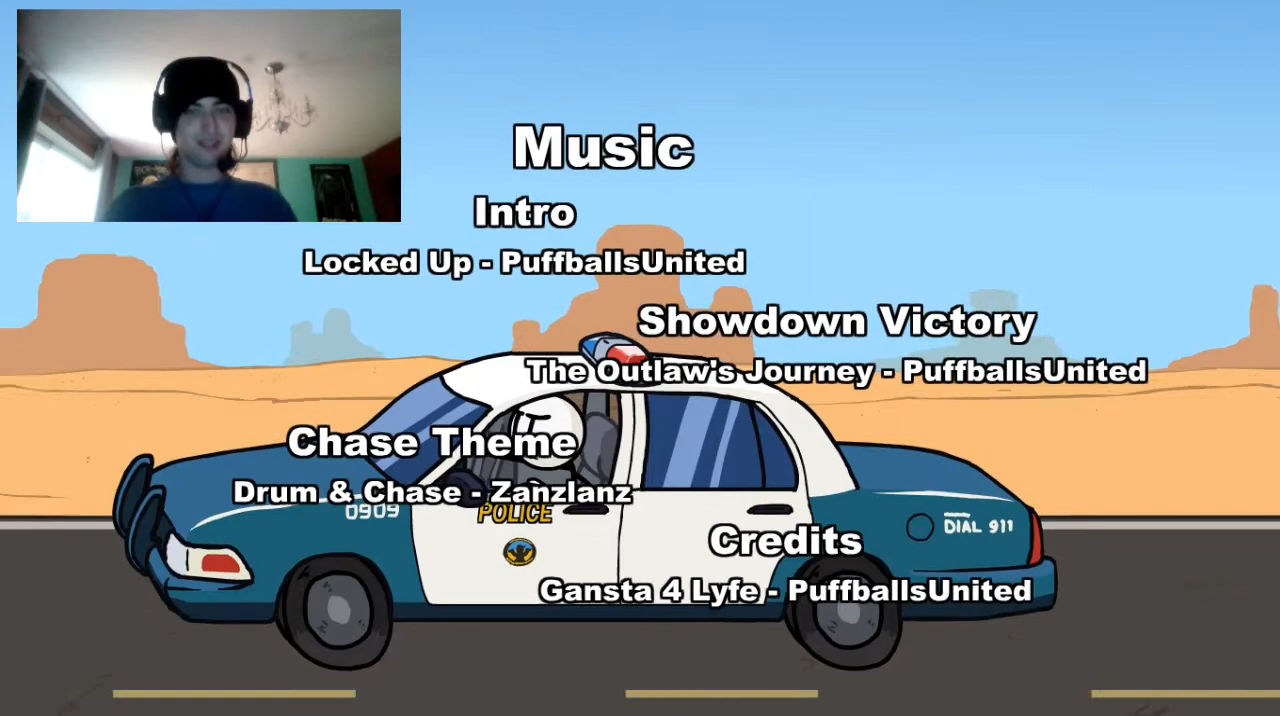 Music
Intro
Locked Up - PuffballsUnited
Showdown Victory
The Outlaw's Journey - PuffballsUnited
Chase Theme
Drum & Chase - Zanzlanz
0909
POLICE
DIAL 911
Credits
Gansta 4 Lyfe - PuffballsUnited